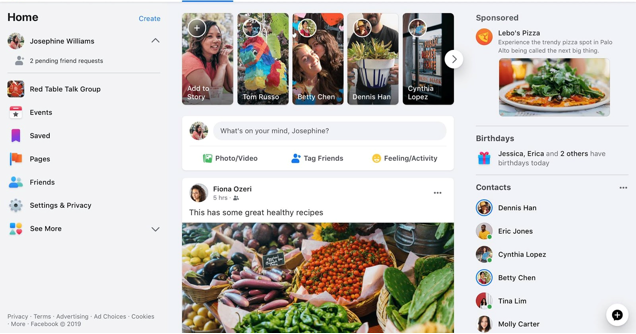 Home
Create
Josephine Williams
2 pending friend requests
Red Table Talk Group
Events
Saved
Pages
Friends
Settings & Privacy
See More
Privacy · Terms · Advertising · Ad Choices · Cookies
· More · Facebook © 2019
Add to
Story
Tom Russo
Betty Chen
Dennis Han
Cynthia
Lopez
What's on your mind, Josephine?
Photo/Video
Tag Friends
Feeling/Activity
Fiona Ozeri
5 hrs ·
This has some great healthy recipes
Sponsored
Lebo's Pizza
Experience the trendy pizza spot in Palo
Alto being called the next big thing.
Birthdays
Jessica, Erica and 2 others have
birthdays today
Contacts
Dennis Han
Eric Jones
Cynthia Lopez
Betty Chen
Tina Lim
Molly Carter